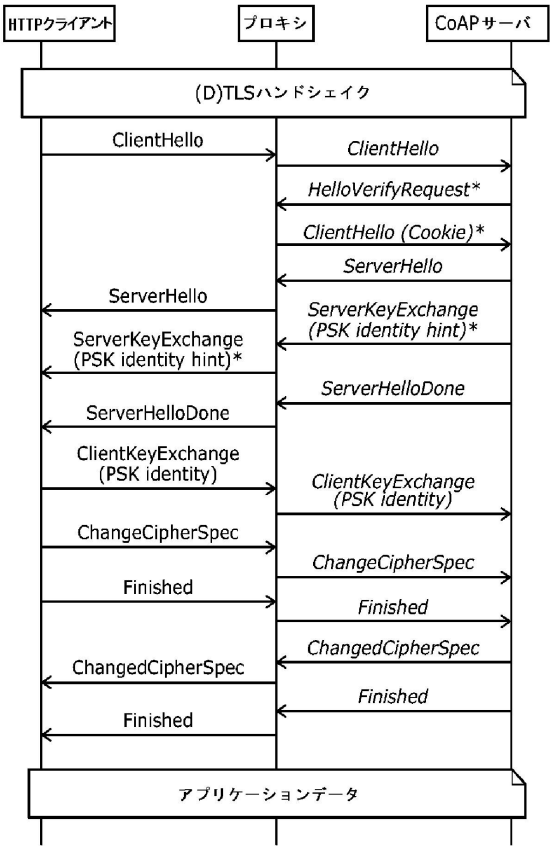 HTTPクライアント
プロキシ
CoAPサーバ
(D)TLSハンドシェイク
ClientHello
ClientHello
HelloVerifyRequest*
ClientHello (Cookie)*
ServerHello
ServerHello
ServerKeyExchange
(PSK identity hint)*
ServerKeyExchange
(PSK identity hint)*
ServerHelloDone
ServerHelloDone
ClientKeyExchange
(PSK identity)
ClientKeyExchange
(PSK identity)
ChangeCipherSpec
ChangeCipherSpec
Finished
Finished
ChangedCipherSpec
ChangedCipherSpec
Finished
Finished
アプリケーションデータ